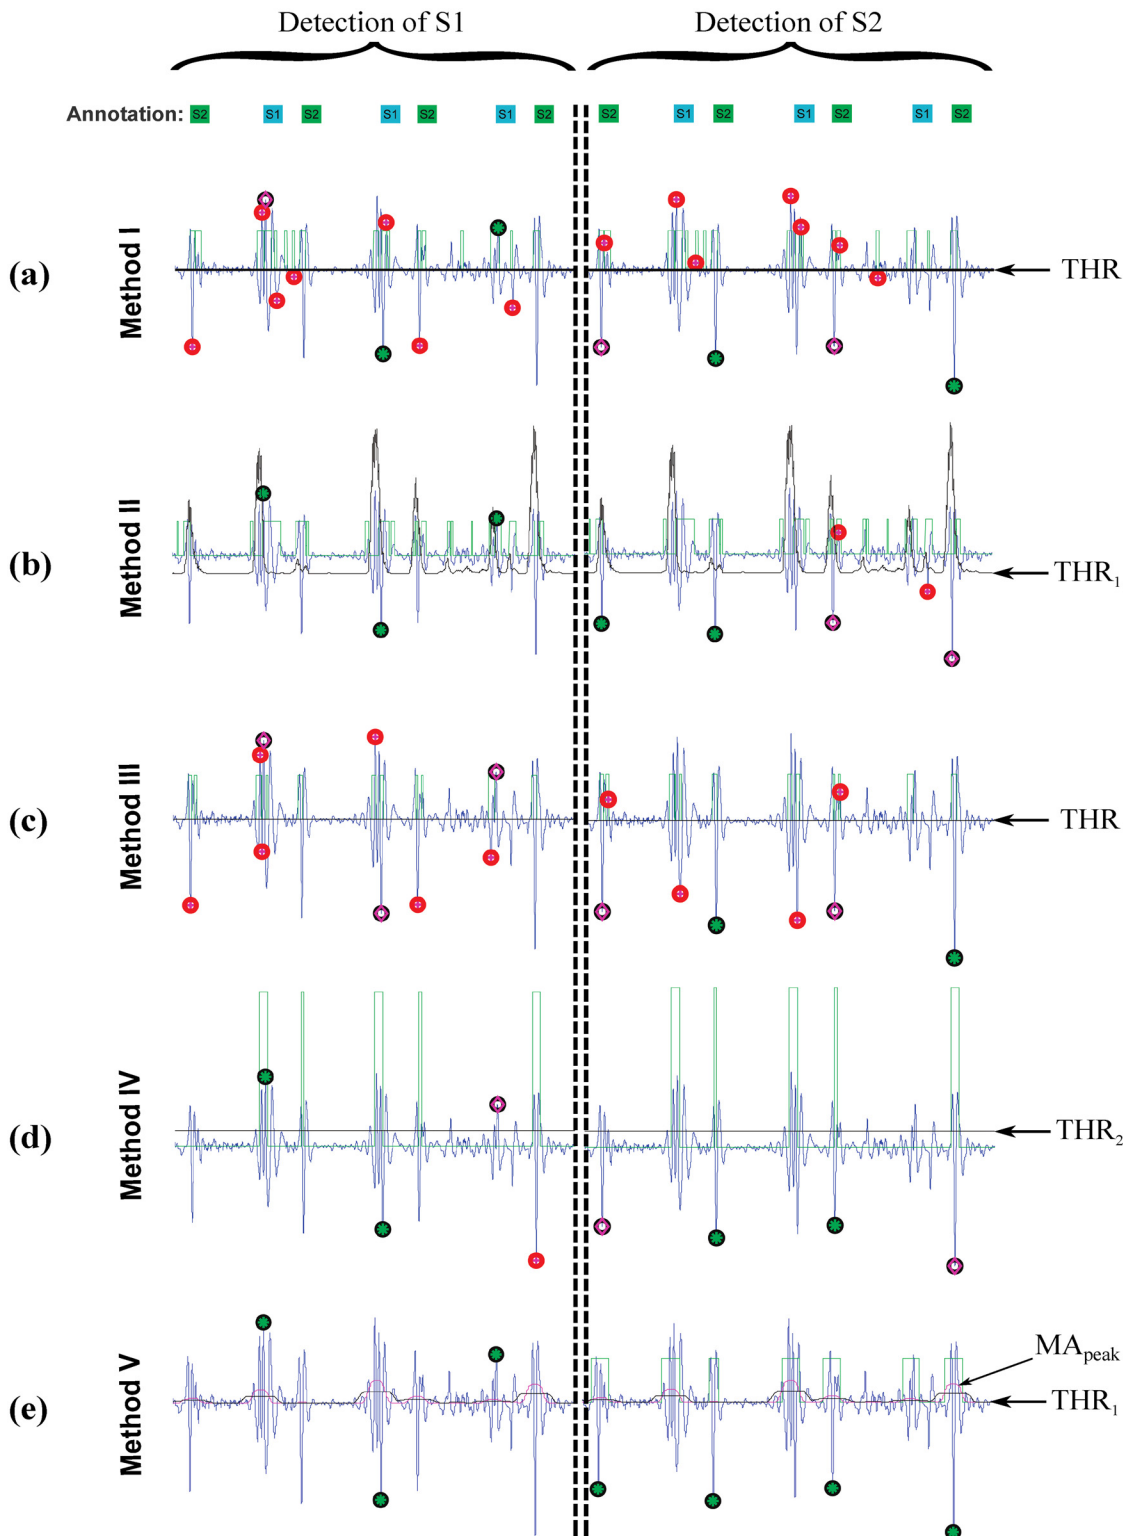 Detection of S1 Detection of S2
Annotation: S2 S1 S2 S1 S2 S1 S2 S2 S1 S2 S1 S2 S1 S2
(a) Method I THR
(b) Method II THR1
(c) Method III THR
(d) Method IV THR2
MApeak
(e) Method V THR1